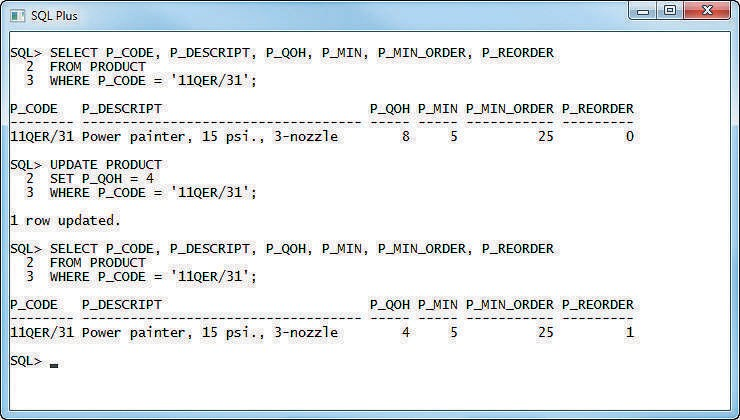 SQL Plus
SQL> SELECT P_CODE, P_DESCRIPT, P_QOH, P_MIN, P_MIN_ORDER, P_REORDER
  2  FROM PRODUCT
  3  WHERE P_CODE = '11QER/31';
P_CODE   P_DESCRIPT                          P_QOH P_MIN P_MIN_ORDER P_REORDER
-------- ----------------------------------- ----- ----- ----------- ---------
11QER/31 Power painter, 15 psi., 3-nozzle        8     5          25         0
SQL> UPDATE PRODUCT
  2  SET P_QOH = 4
  3  WHERE P_CODE = '11QER/31';
1 row updated.
SQL> SELECT P_CODE, P_DESCRIPT, P_QOH, P_MIN, P_MIN_ORDER, P_REORDER
  2  FROM PRODUCT
  3  WHERE P_CODE = '11QER/31';
P_CODE   P_DESCRIPT                          P_QOH P_MIN P_MIN_ORDER P_REORDER
-------- ----------------------------------- ----- ----- ----------- ---------
11QER/31 Power painter, 15 psi., 3-nozzle        4     5          25         1
SQL> _